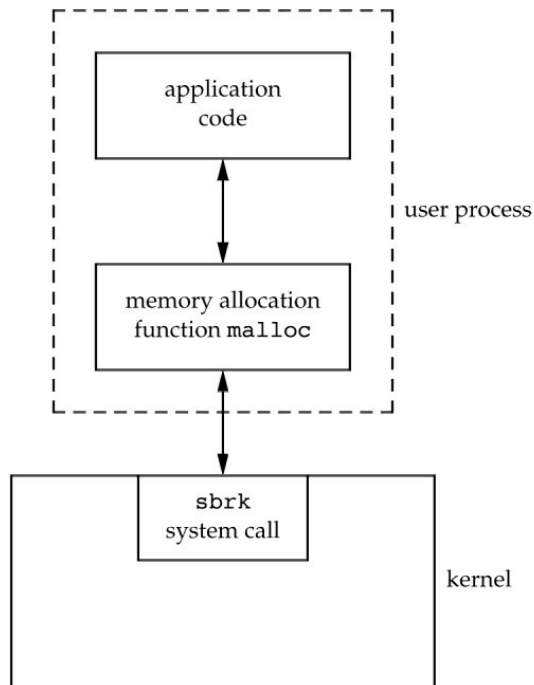 application
code
user process
memory allocation
function malloc
sbrk
system call
kernel